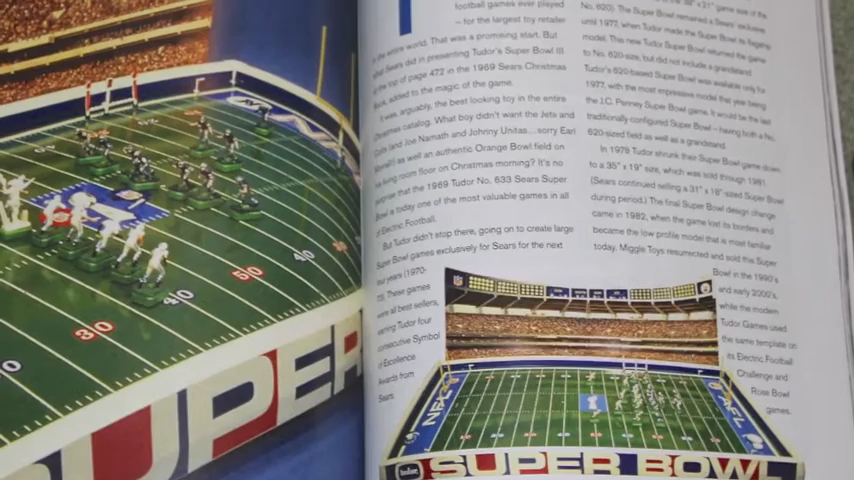 football games ever played
– for the largest toy retailer
in the entire world. That was a promising start. But
what Sears did in presenting Tudor's Super Bowl III
at the top of page 472 in the 1969 Sears Christmas
Book, added to the magic of the game.
It was, arguably, the best looking toy in the entire
Christmas catalog. What boy didn't want the Jets and
Colts (and Joe Namath and Johnny Unitas....sorry Earl
as well as authentic Orange Bowl field on
living room floor on Christmas morning? It's no
surprise that the 1969 Tudor No. 633 Sears Super
Bowl is today one of the most valuable games in all
of Electric Football.
But Tudor didn't stop there, going on to create large
Super Bowl games exclusively for Sears for the next
four years (1970-
73). These games
were all best sellers,
earning Tudor four
consecutive Symbol
of Excellence
Awards from
Sears.
No. 620). The Super Bowl remained a Sears exclusive
until 1977, when Tudor made the Super Bowl its flagship
model. This new Tudor Super Bowl returned the game
to No. 620-size, but did not include a grandstand.
Tudor's 620-based Super Bowl was available only for
1977, with the most impressive model that year being
the J.C. Penney Super Bowl game. It would be the last
traditionally configured Super Bowl – having both a No.
620-sized field as well as a grandstand.
In 1978 Tudor shrunk their Super Bowl game down
to a 35" x 19" size, which was sold through 1981.
(Sears continued selling a 31" x 18" sized Super Bowl
during period.) The final Super Bowl design change
came in 1982, when the game lost its borders and
became the low profile model that is most familiar
today. Miggle Toys resurrected and sold this Super
Bowl in the 1990's
and early 2000's,
while the modern
Tudor Games used
the same template on
its Electric Football
Challenge and
Rose Bowl
games.
50
40
40
30
0
SUPER
NFL
AFL
tudor
SUPER BOWL